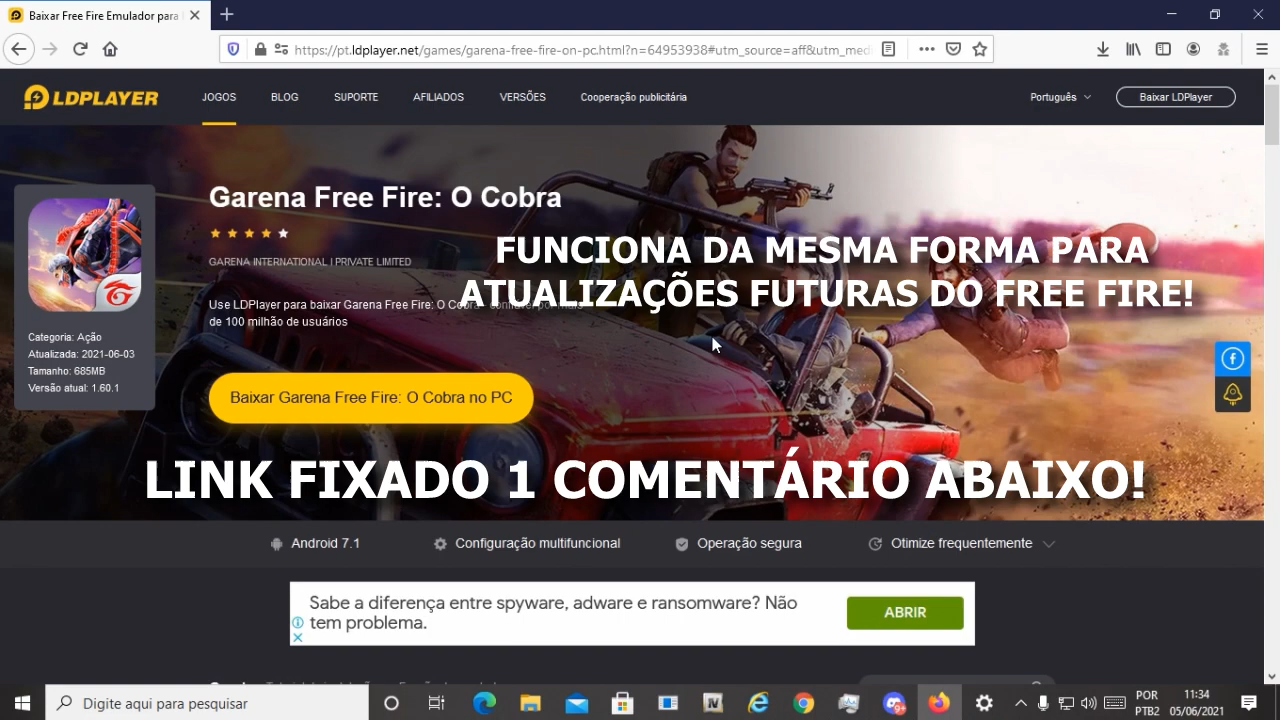 Baixar Free Fire Emulador para
https://pt.ldplayer.net/games/garena-free-fire-on-pc.html?n=64953938#utm_source=aff&utm_med
LDPLAYER
JOGOS
BLOG
SUPORTE
AFILIADOS
VERSÕES
Cooperação publicitária
Português
Baixar LDPlayer
Garena Free Fire: O Cobra
FUNCIONA DA MESMA FORMA PARA
ATUALIZAÇÕES FUTURAS DO FREE FIRE!
GARENA INTERNATIONAL I PRIVATE LIMITED
Use LDPlayer para baixar Garena Free Fire: O Cobra
de 100 milhão de usuários
Categoria: Ação
Atualizada: 2021-06-03
Tamanho: 685MB
Versão atual: 1.60.1
Baixar Garena Free Fire: O Cobra no PC
LINK FIXADO 1 COMENTÁRIO ABAIXO!
Android 7.1
Configuração multifuncional
Operação segura
Otimize frequentemente
Sabe a diferença entre spyware, adware e ransomware? Não
tem problema.
ABRIR
Digite aqui para pesquisar
POR
PTB2
11:34
05/06/2021